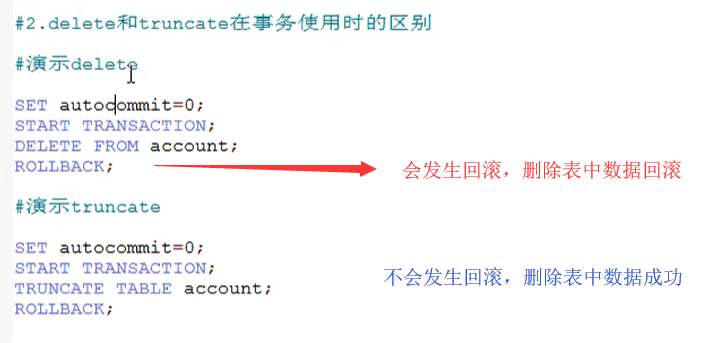 #2.delete和truncate在事务使用时的区别
#演示delete
SET autocommit=0;
START TRANSACTION;
DELETE FROM account;
ROLLBACK;
会发生回滚，删除表中数据回滚
#演示truncate
SET autocommit=0;
START TRANSACTION;
TRUNCATE TABLE account;
ROLLBACK;
不会发生回滚，删除表中数据成功